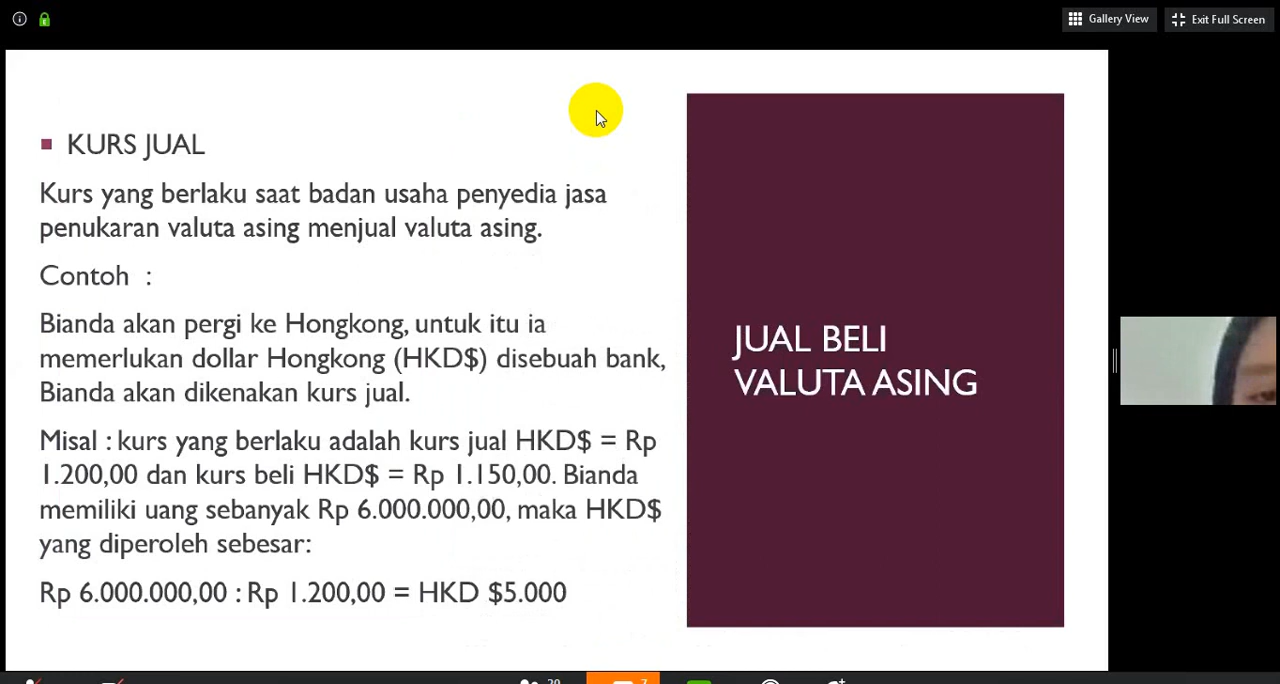 Gallery View
Exit Full Screen
KURS JUAL
Kurs yang berlaku saat badan usaha penyedia jasa
penukaran valuta asing menjual valuta asing.
Contoh :
Bianda akan pergi ke Hongkong, untuk itu ia
memerlukan dollar Hongkong (HKD$) disebuah bank,
Bianda akan dikenakan kurs jual.
Misal : kurs yang berlaku adalah kurs jual HKD$ = Rp
1.200,00 dan kurs beli HKD$ = Rp 1.150,00. Bianda
memiliki uang sebanyak Rp 6.000.000,00, maka HKD$
yang diperoleh sebesar:
Rp 6.000.000,00 : Rp 1.200,00 = HKD $5.000
JUAL BELI
VALUTA ASING